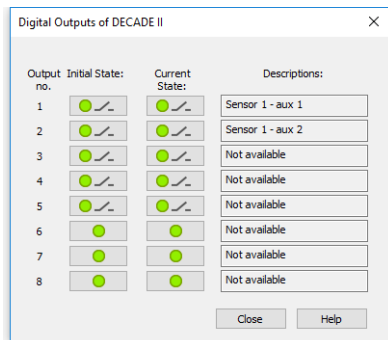 Digital Outputs of DECADE II
Output no. Initial State: Current State: Descriptions:
1 Sensor 1 - aux 1
2 Sensor 1 - aux 2
3 Not available
4 Not available
5 Not available
6 Not available
7 Not available
8 Not available
Close Help